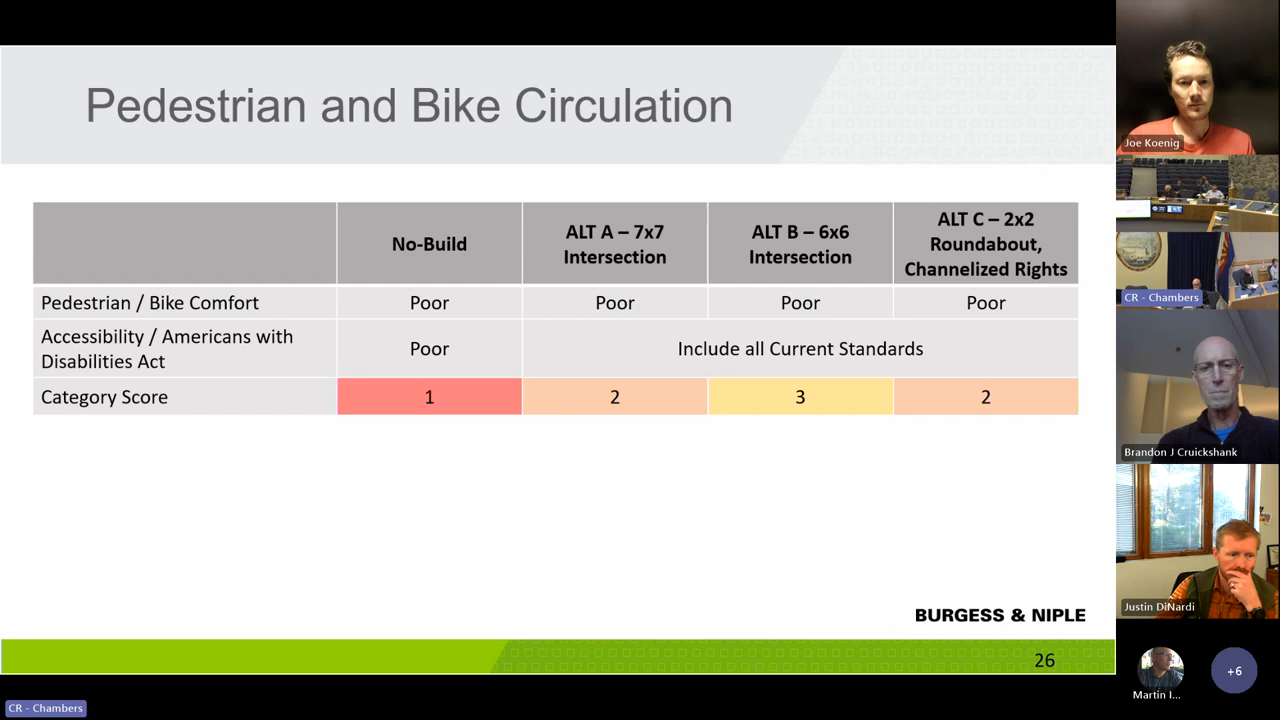 Pedestrian and Bike Circulation
No-Build
ALT A – 7x7
Intersection
ALT B – 6x6
Intersection
ALT C – 2x2
Roundabout,
Channelized Rights
Pedestrian / Bike Comfort
Poor
Poor
Poor
Poor
Accessibility / Americans with
Disabilities Act
Poor
Include all Current Standards
Category Score
1
2
3
2
BURGESS & NIPLE
26
CR - Chambers
Joe Koenig
CR - Chambers
Brandon J Cruickshank
Justin DiNardi
Martin I...
+6